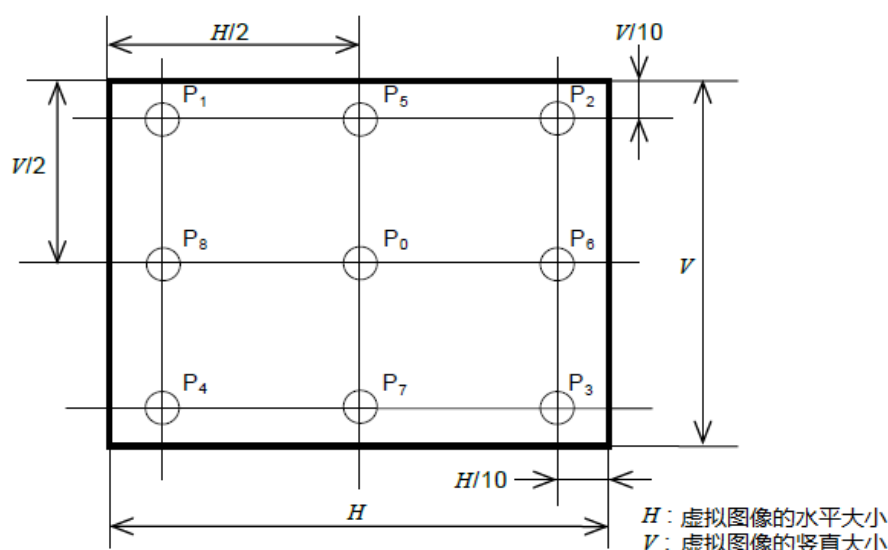 H/2
V/10
P1 P5 P2
V/2
P8 P0 P6
V
P4 P7 P3
H/10
H
H：虚拟图像的水平大小
V：虚拟图像的竖直大小